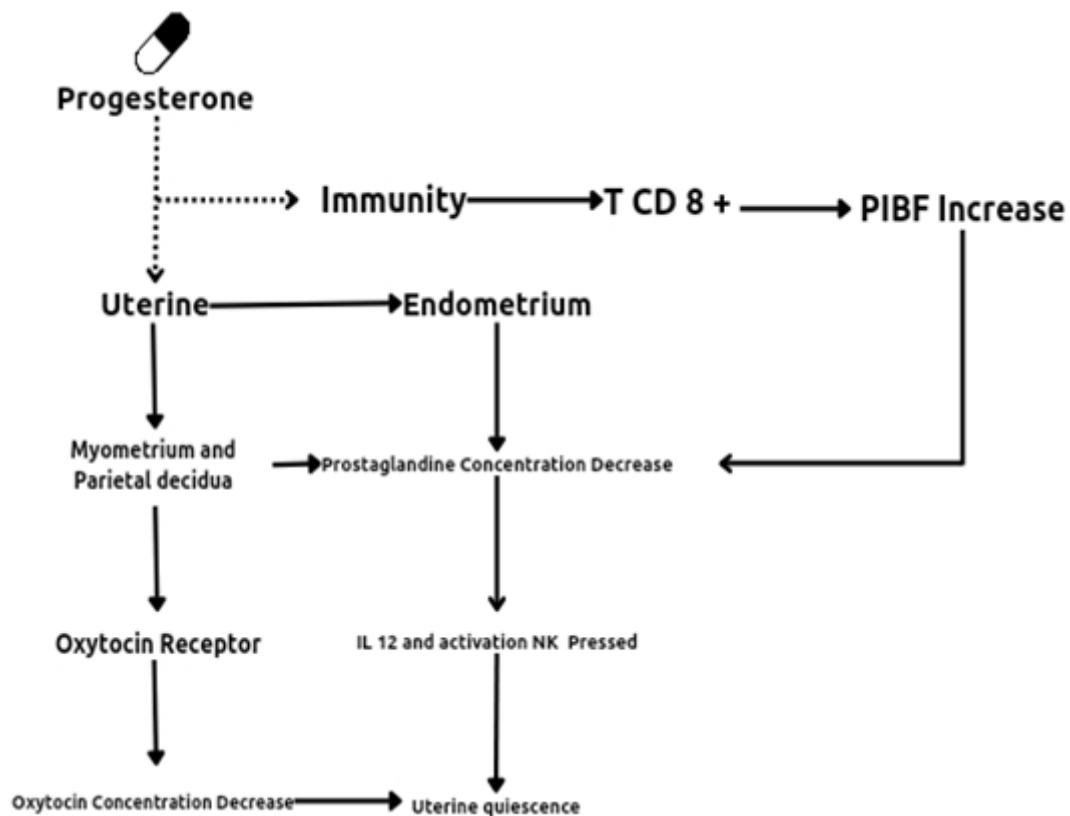 Progesterone
Immunity
T CD 8 +
PIBF Increase
Uterine
Endometrium
Myometrium and
Parietal decidua
Prostaglandine Concentration Decrease
Oxytocin Receptor
IL 12 and activation NK Pressed
Oxytocin Concentration Decrease
Uterine quiescence